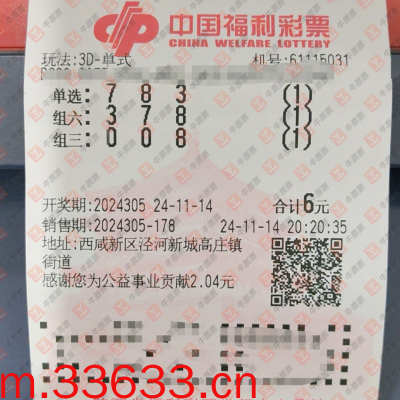 中国福利彩票
CHINA WELFARE LOTTERY
玩法:3D-单式 机号:61115031
单选: 7 8 3 (1)
组六: 3 7 8 (1)
组三: 0 0 8 (1)
开奖期:2024305 24-11-14 合计6元
销售期:2024305-178 24-11-14 20:20:35
地址:西咸新区泾河新城高庄镇
街道
感谢您为公益事业贡献2.04元
m.33633.cn